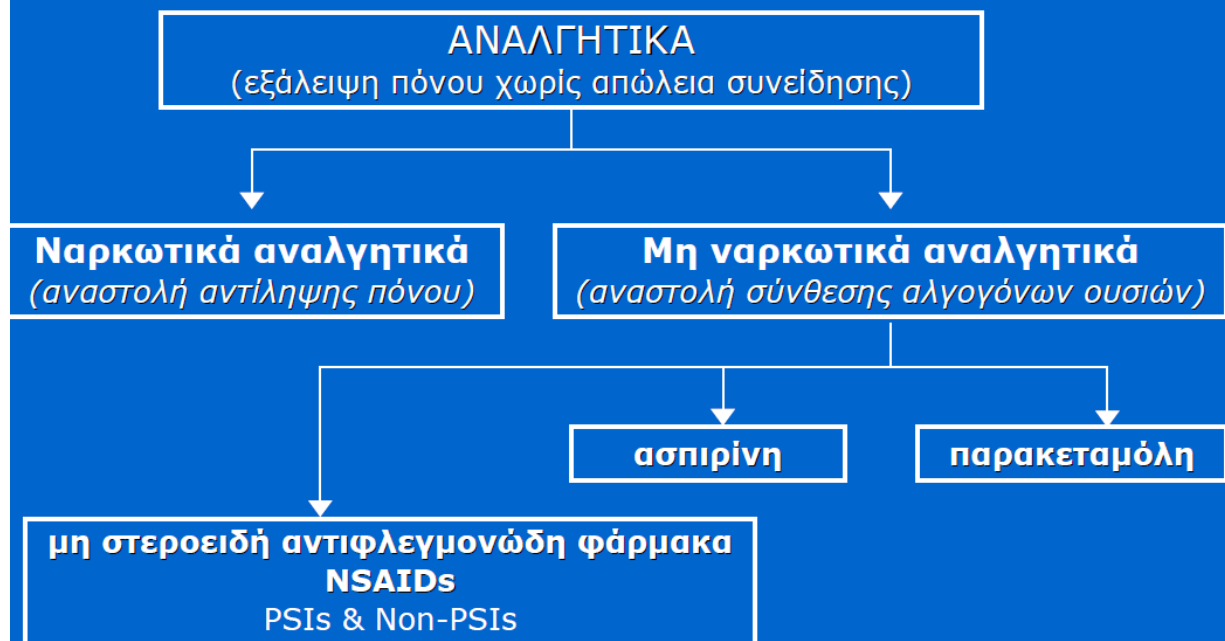 ΑΝΑΛΓΗΤΙΚΑ
(εξάλειψη πόνου χωρίς απώλεια συνείδησης)
Ναρκωτικά αναλγητικά
(αναστολή αντίληψης πόνου)
Μη ναρκωτικά αναλγητικά
(αναστολή σύνθεσης αλγογόνων ουσιών)
ασπιρίνη
παρακεταμόλη
μη στεροειδή αντιφλεγμονώδη φάρμακα
NSAIDs
PSIs & Non-PSIs